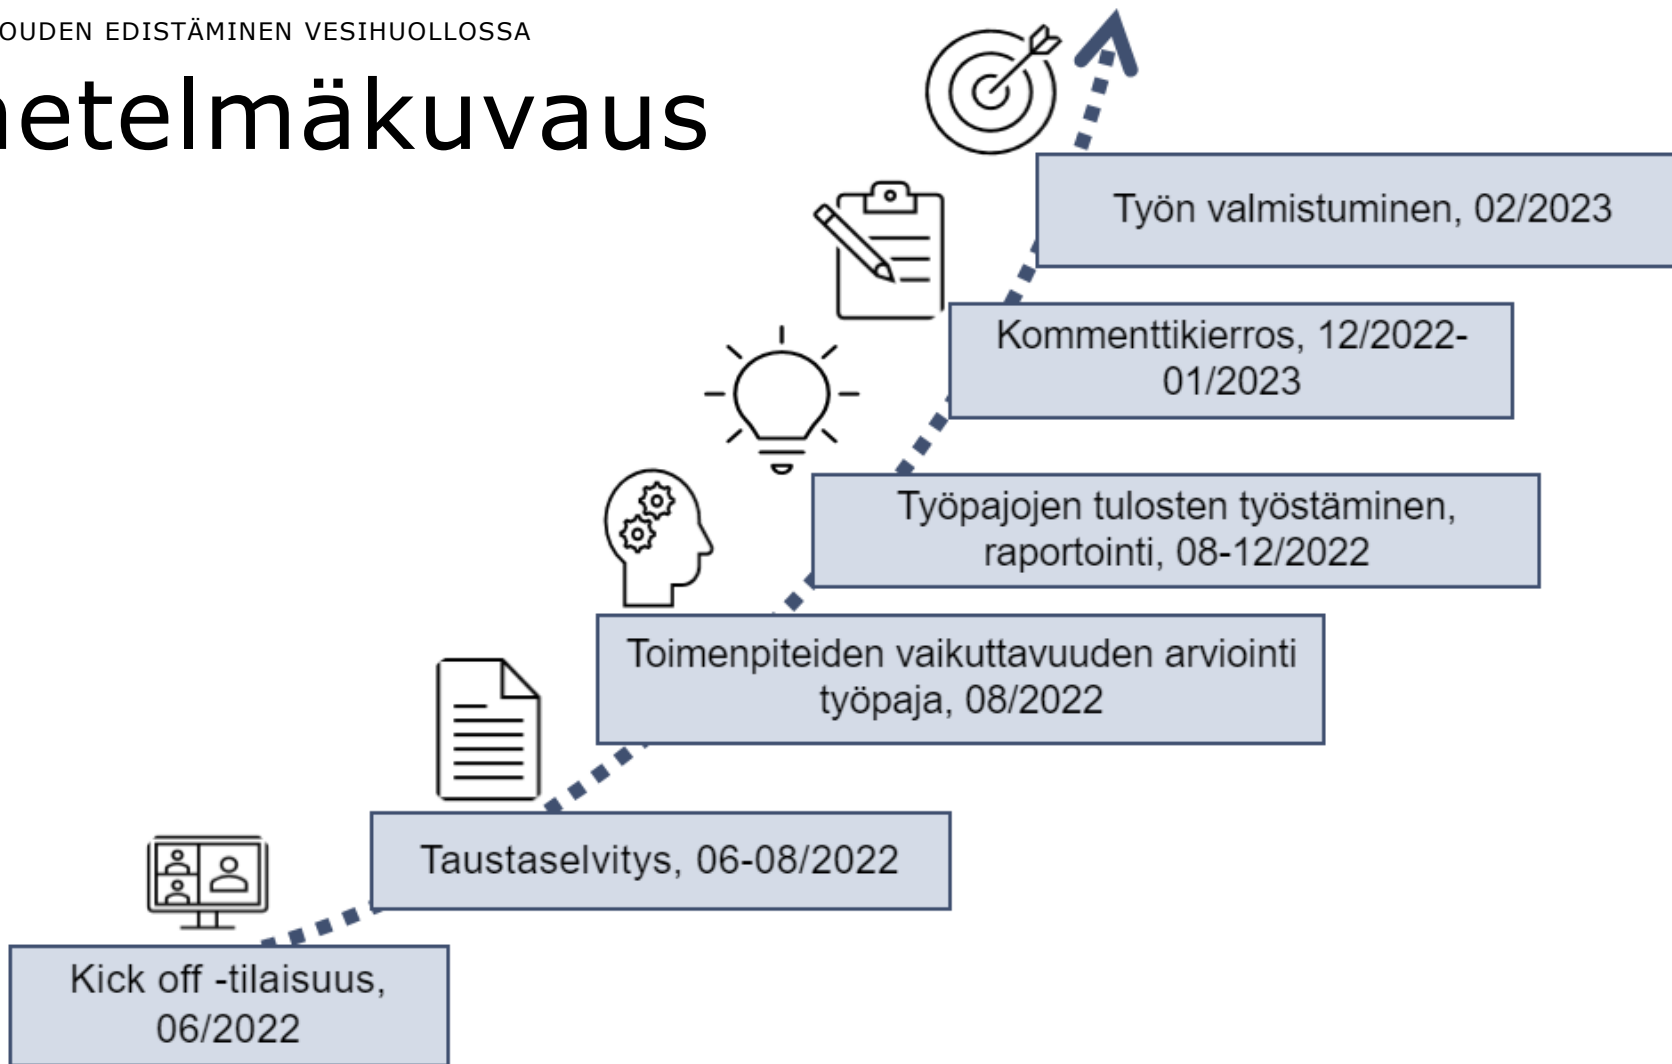 OUDEN EDISTÄMINEN VESIHUOLLOSSA
etelmäkuvaus
Työn valmistuminen, 02/2023
Kommenttikierros, 12/2022-
01/2023
Työpajojen tulosten työstäminen,
raportointi, 08-12/2022
Toimenpiteiden vaikuttavuuden arviointi
työpaja, 08/2022
Taustaselvitys, 06-08/2022
Kick off -tilaisuus,
06/2022